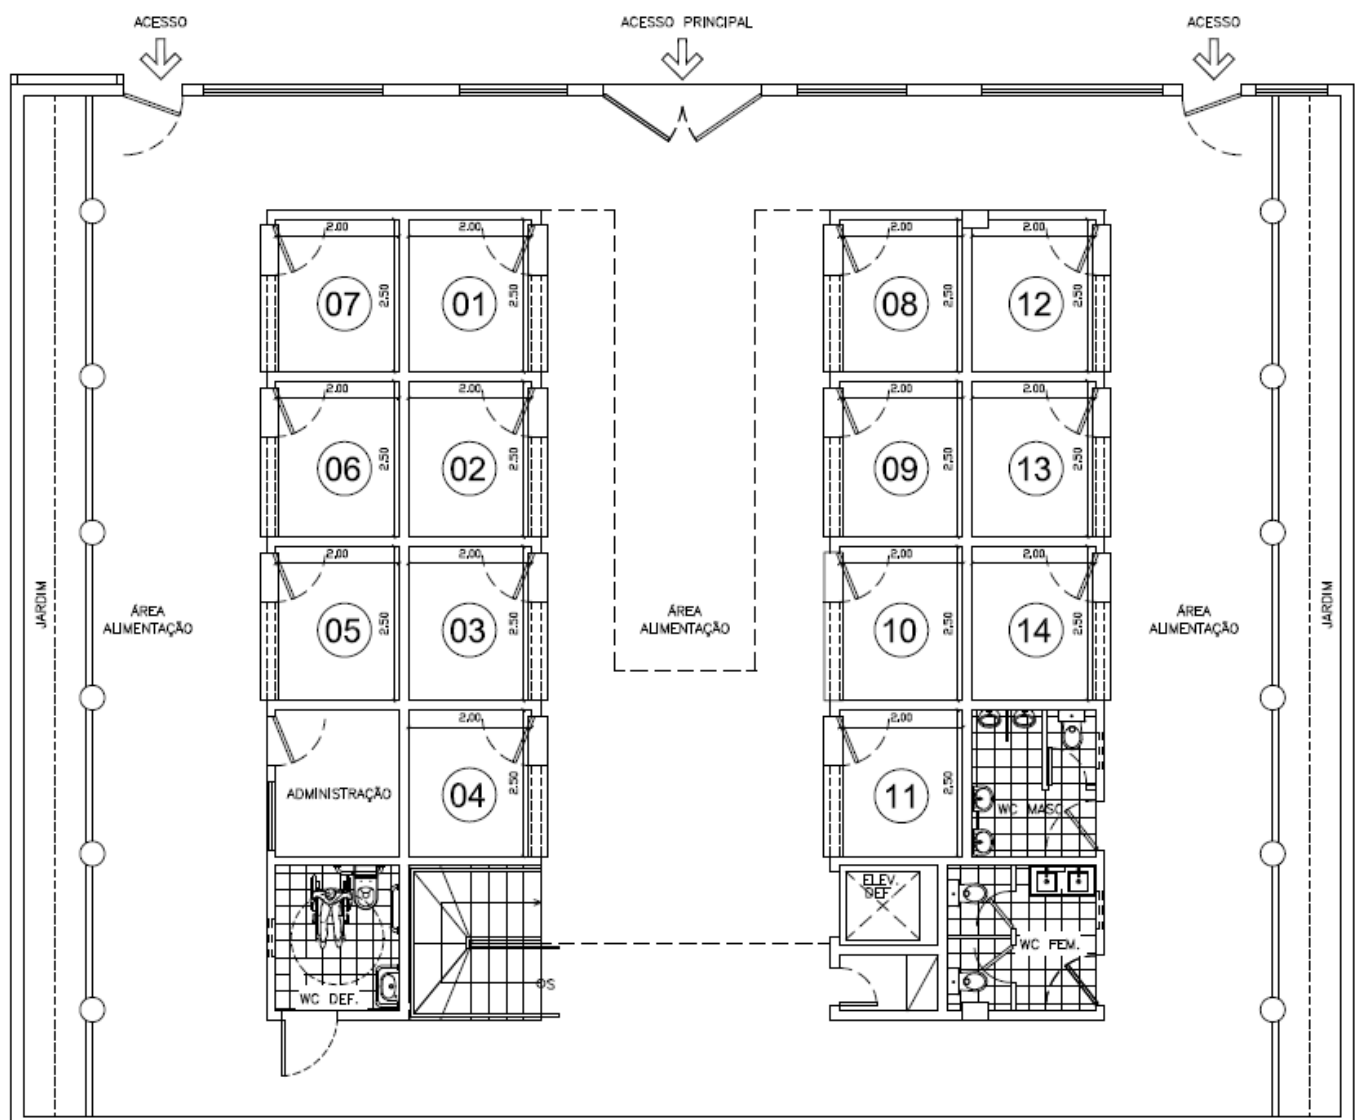 ACESSO
ACESSO PRINCIPAL
ACESSO
2.00
2.00
2.00
2.00
07
2.50
01
2.50
08
2.50
12
2.50
2.00
2.00
2.00
2.00
06
2.50
02
2.50
09
2.50
13
2.50
2.00
2.00
2.00
2.00
JARDIM
ÁREA
ALIMENTAÇÃO
05
2.50
03
2.50
ÁREA
ALIMENTAÇÃO
10
2.50
14
2.50
ÁREA
ALIMENTAÇÃO
JARDIM
2.00
2.00
ADMINISTRAÇÃO
04
2.50
11
2.50
WC MASC
ELEV.
DEF.
WC FEM.
WC DEF.
S